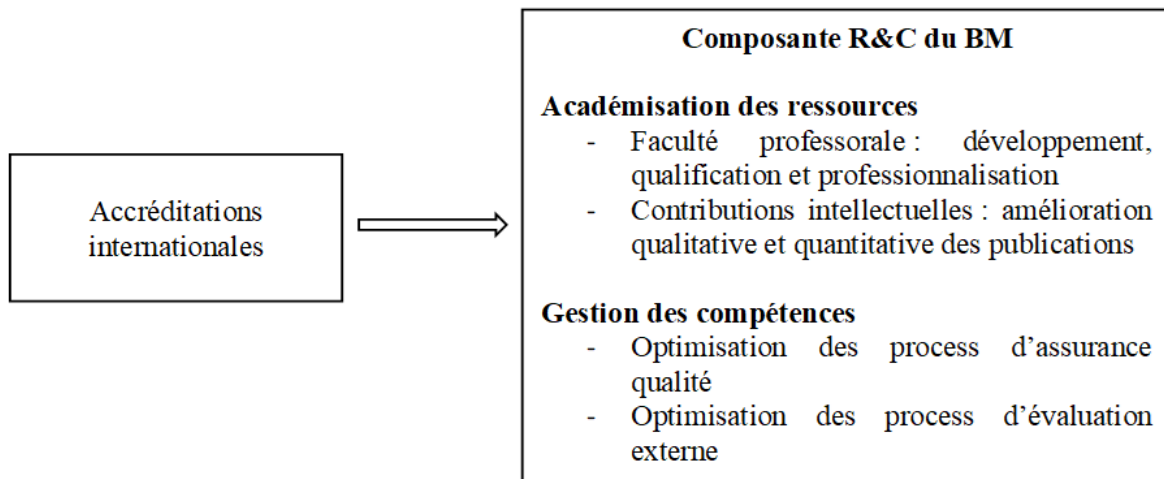 Accréditations
internationales
Composante R&C du BM
Académisation des ressources
- Faculté professorale : développement,
qualification et professionnalisation
- Contributions intellectuelles : amélioration
qualitative et quantitative des publications
Gestion des compétences
- Optimisation des process d’assurance
qualité
- Optimisation des process d’évaluation
externe